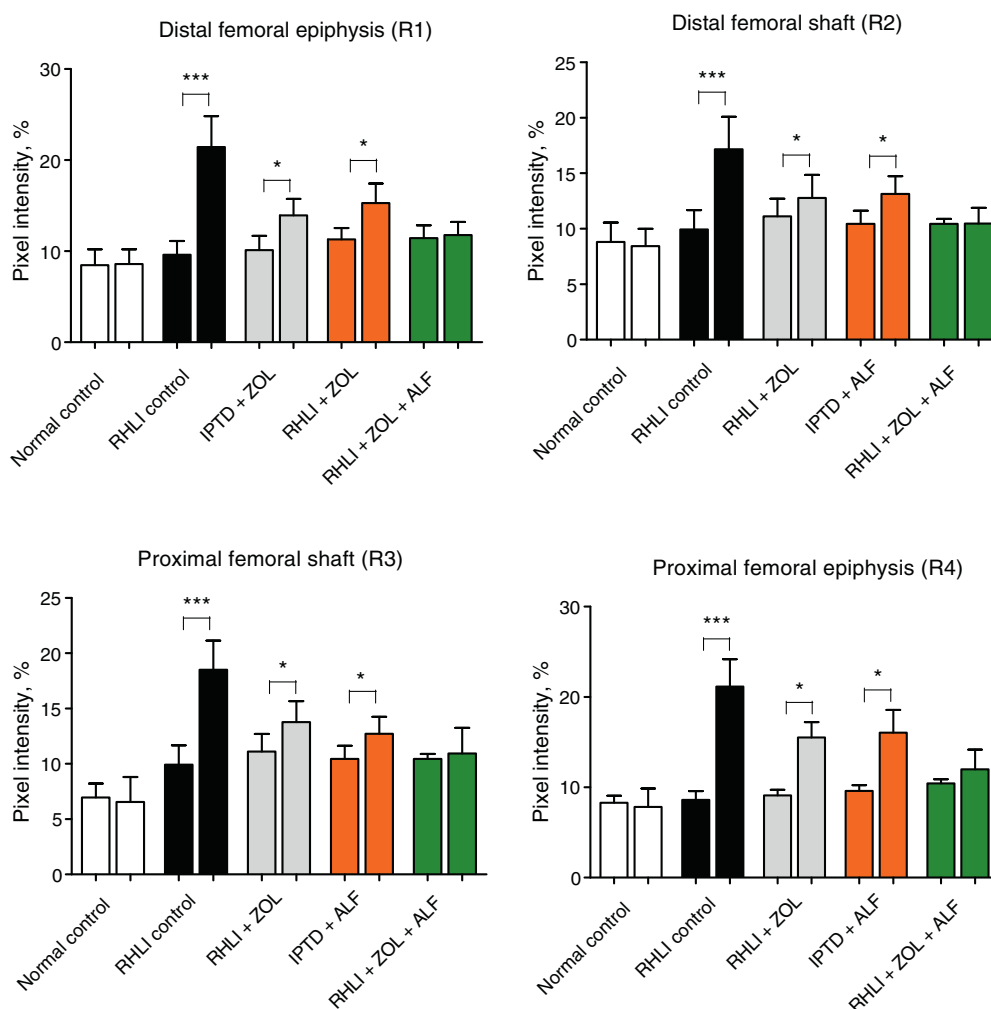 Distal femoral epiphysis (R1)
Pixel intensity, %
30
20
10
0
***
*
*
Normal control
RHLI control
IPTD + ZOL
RHLI + ZOL
RHLI + ZOL + ALF
Distal femoral shaft (R2)
Pixel intensity, %
25
20
15
10
5
0
***
*
*
Normal control
RHLI control
RHLI + ZOL
IPTD + ALF
RHLI + ZOL + ALF
Proximal femoral shaft (R3)
Pixel intensity, %
25
20
15
10
5
0
***
*
*
Normal control
RHLI control
RHLI + ZOL
IPTD + ALF
RHLI + ZOL + ALF
Proximal femoral epiphysis (R4)
Pixel intensity, %
30
20
10
0
***
*
*
Normal control
RHLI control
RHLI + ZOL
IPTD + ALF
RHLI + ZOL + ALF